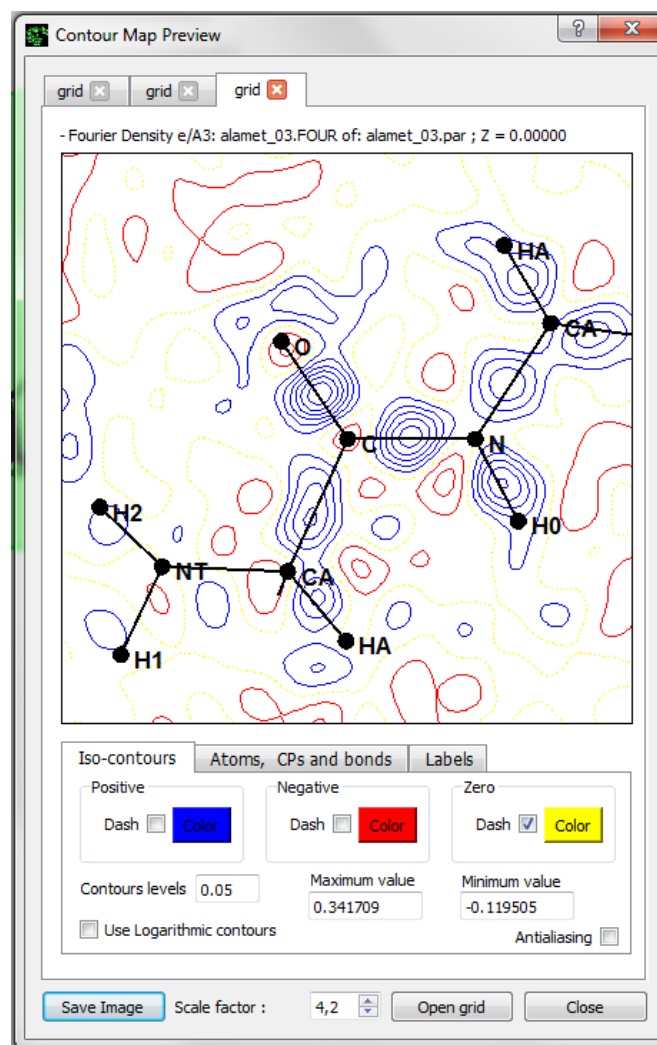 Contour Map Preview
grid grid grid
- Fourier Density e/A3: alamet_03.FOUR of: alamet_03.par ; Z = 0.00000
HA
CA
O
C N
H2 H0
NT CA
H1 HA
Iso-contours Atoms, CPs and bonds Labels
Positive Negative Zero
Dash Color Dash Color Dash Color
Contours levels 0.05 Maximum value Minimum value
0.341709 -0.119505
Use Logarithmic contours Antialiasing
Save Image Scale factor : 4,2 Open grid Close